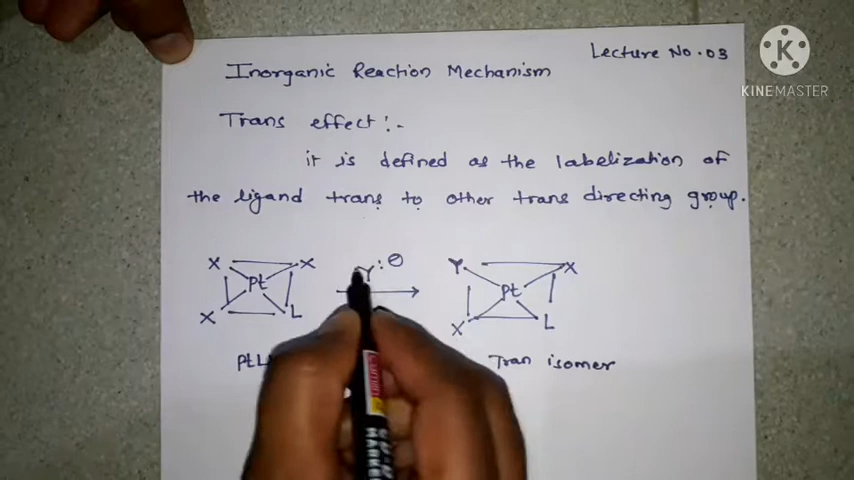 Lecture No. 03
Inorganic Reaction Mechanism
Trans effect :-
it is defined as the labelization of
the ligand trans to other trans directing group.
X X Y:⊖ Y X
Pt Pt
X L X L
PtL
Tran isomer
K
KINEMASTER